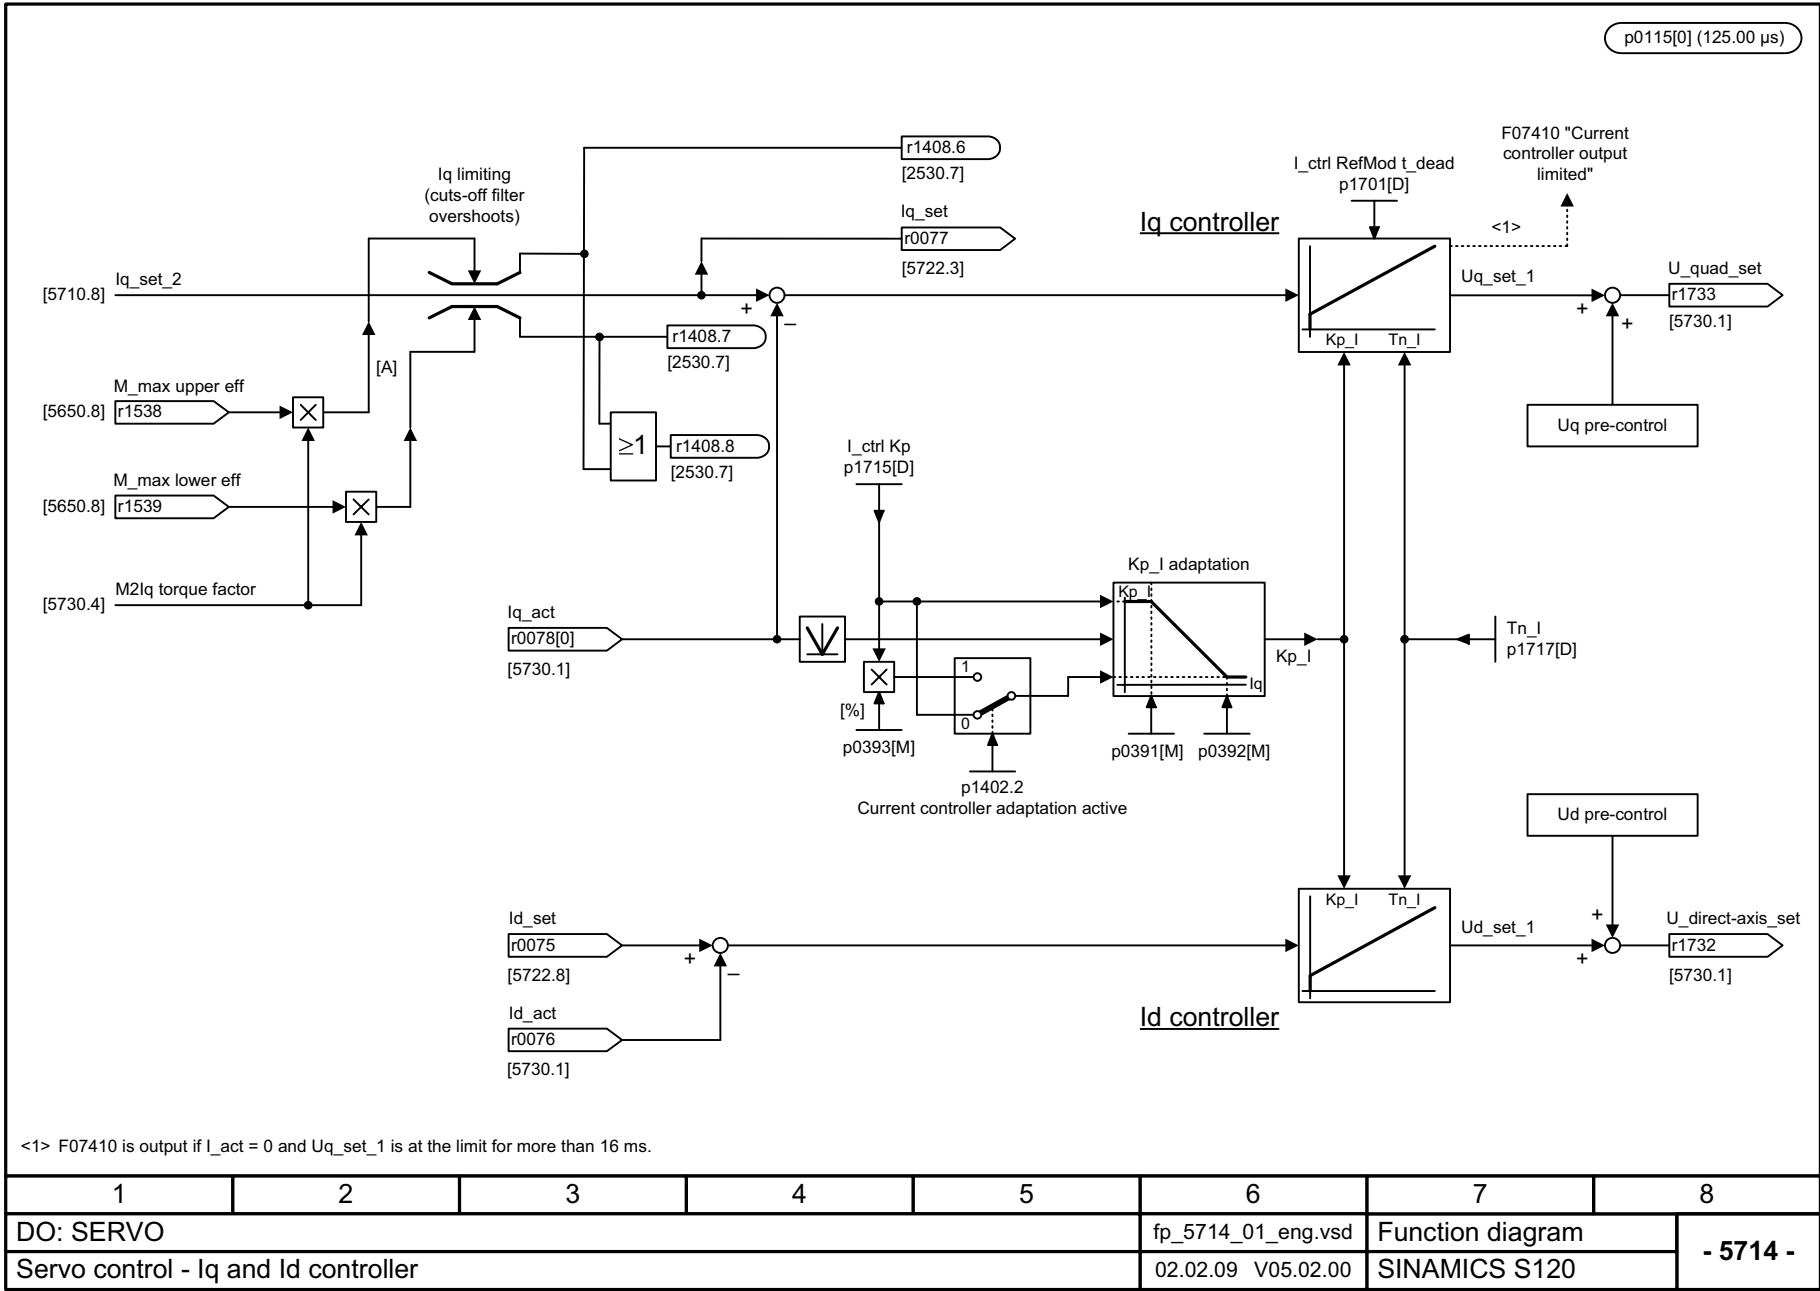 p0115[0] (125.00 µs)
F07410 "Current
controller output
limited"
r1408.6
[2530.7]
I_ctrl RefMod t_dead
p1701[D]
Iq limiting
(cuts-off filter
overshoots)
Iq_set
r0077
[5722.3]
Iq controller
<1>
[5710.8]
Iq_set_2
+
–
Kp_I
Tn_I
Uq_set_1
+
+
U_quad_set
r1733
[5730.1]
r1408.7
[2530.7]
[A]
M_max upper eff
[5650.8]
r1538
≥1
r1408.8
[2530.7]
Uq pre-control
I_ctrl Kp
p1715[D]
M_max lower eff
[5650.8]
r1539
M2Iq torque factor
[5730.4]
Iq_act
r0078[0]
[5730.1]
Kp_I adaptation
Kp_I
Iq
Kp_I
Tn_I
p1717[D]
1
0
[%]
p0393[M]
p0391[M]
p0392[M]
p1402.2
Current controller adaptation active
Ud pre-control
Id_set
r0075
[5722.8]
+
–
Id_act
r0076
[5730.1]
Kp_I
Tn_I
Id controller
Ud_set_1
+
+
U_direct-axis_set
r1732
[5730.1]
<1> F07410 is output if I_act = 0 and Uq_set_1 is at the limit for more than 16 ms.
1 2 3 4 5 6 7 8
DO: SERVO
fp_5714_01_eng.vsd
Function diagram
- 5714 -
Servo control - Iq and Id controller
02.02.09 V05.02.00
SINAMICS S120